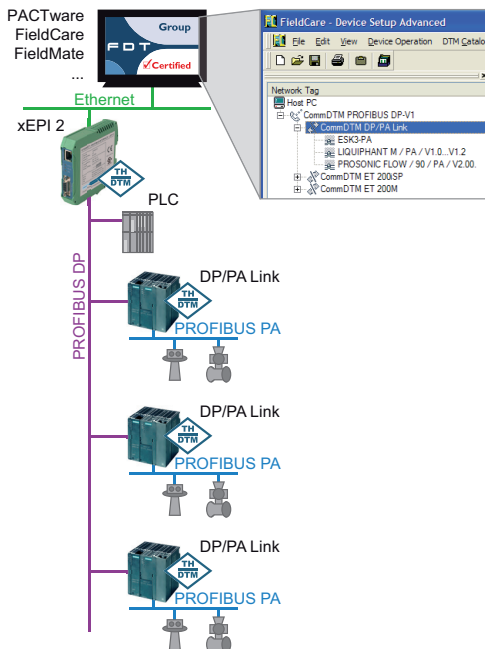 PACTware
FieldCare
FieldMate
...
Group
FDT
Certified
Ethernet
xEPI 2
TH
DTM
PLC
PROFIBUS DP
DP/PA Link
TH
DTM
PROFIBUS PA
DP/PA Link
TH
DTM
PROFIBUS PA
DP/PA Link
TH
DTM
PROFIBUS PA
FieldCare - Device Setup Advanced
File Edit View Device Operation DTM Catalo
Network Tag
Host PC
CommDTM PROFIBUS DP-V1
CommDTM DP/PA Link
ESK3-PA
LIQUIPHANT M / PA / V1.0...V1.2
PROSONIC FLOW / 90 / PA / V2.00.
CommDTM ET 200iSP
CommDTM ET 200M